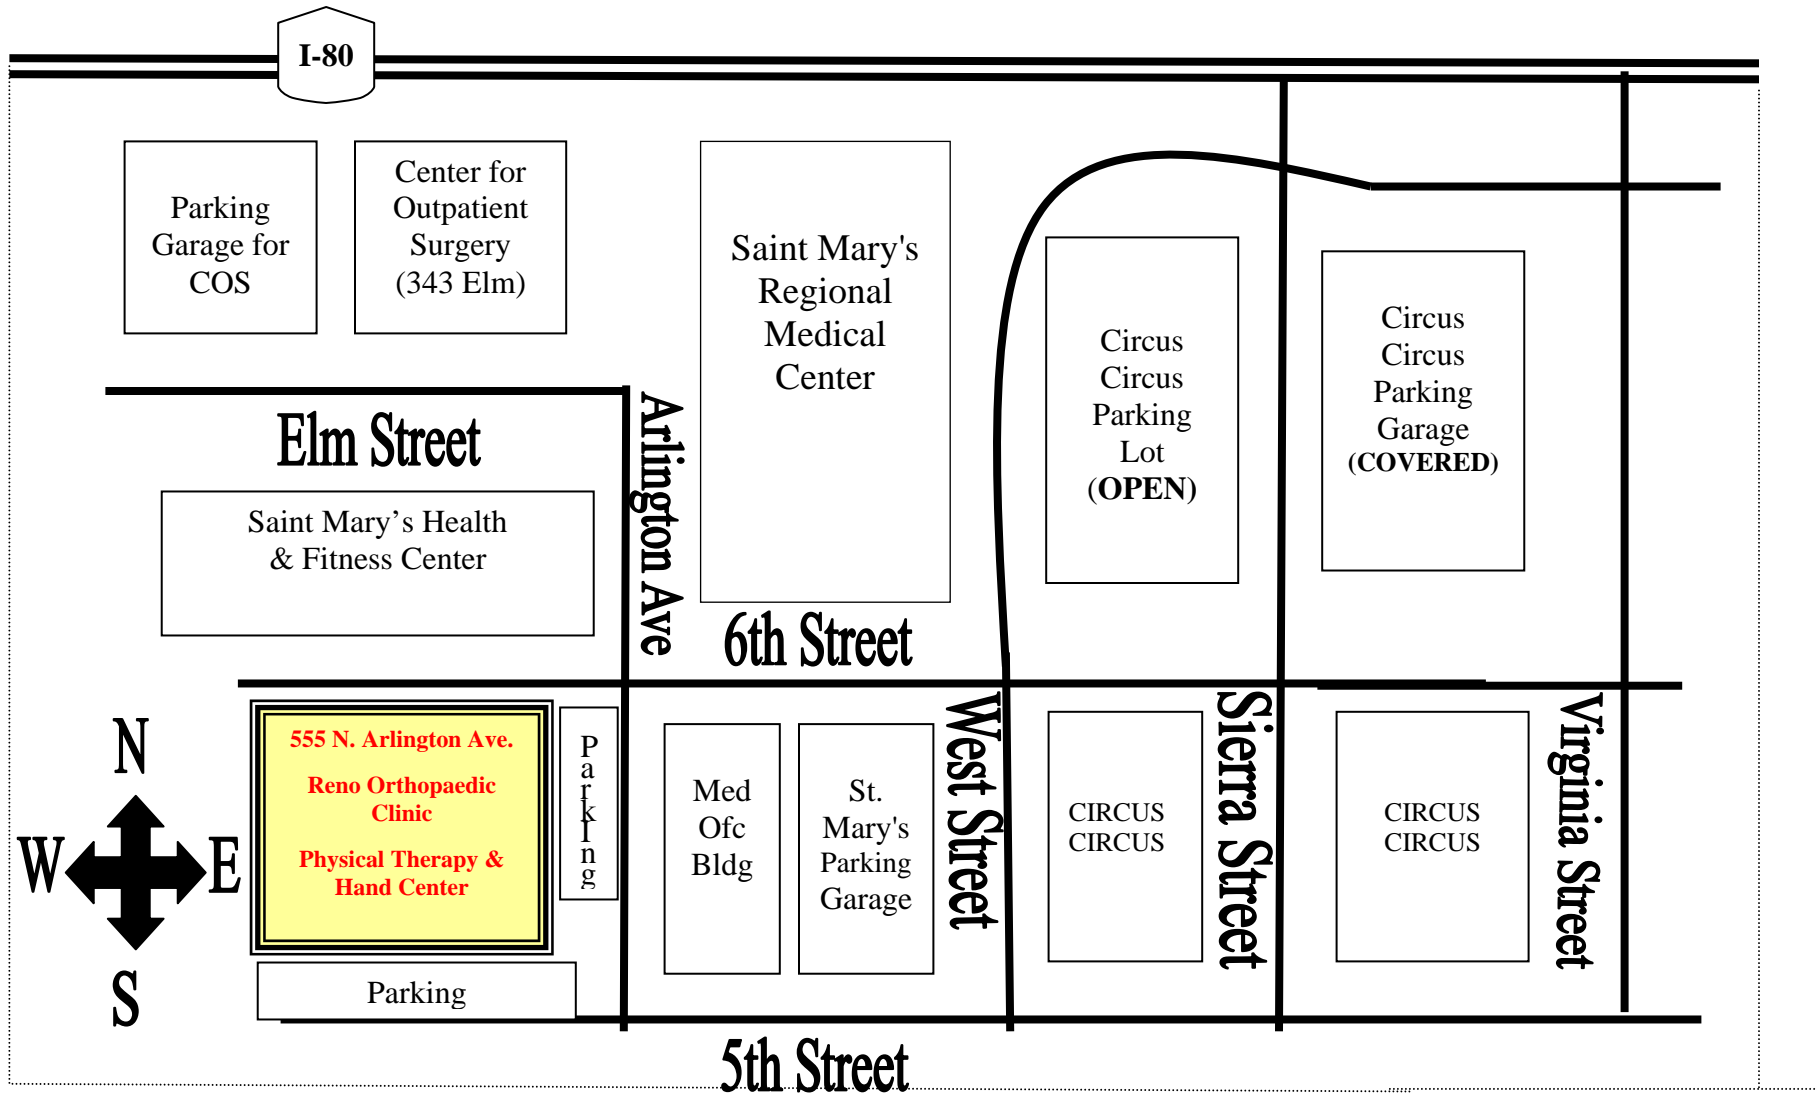 I-80
Parking
Garage for
COS
Center for
Outpatient
Surgery
(343 Elm)
Saint Mary's
Regional
Medical
Center
Circus
Circus
Parking
Lot
(OPEN)
Circus
Circus
Parking
Garage
(COVERED)
Elm Street
Arlington Ave
Saint Mary’s Health
& Fitness Center
6th Street
N
W
E
S
555 N. Arlington Ave.
Reno Orthopaedic
Clinic
Physical Therapy &
Hand Center
ParkIng
Parking
Med
Ofc
Bldg
St.
Mary's
Parking
Garage
West Street
CIRCUS
CIRCUS
Sierra Street
CIRCUS
CIRCUS
Virginia Street
5th Street